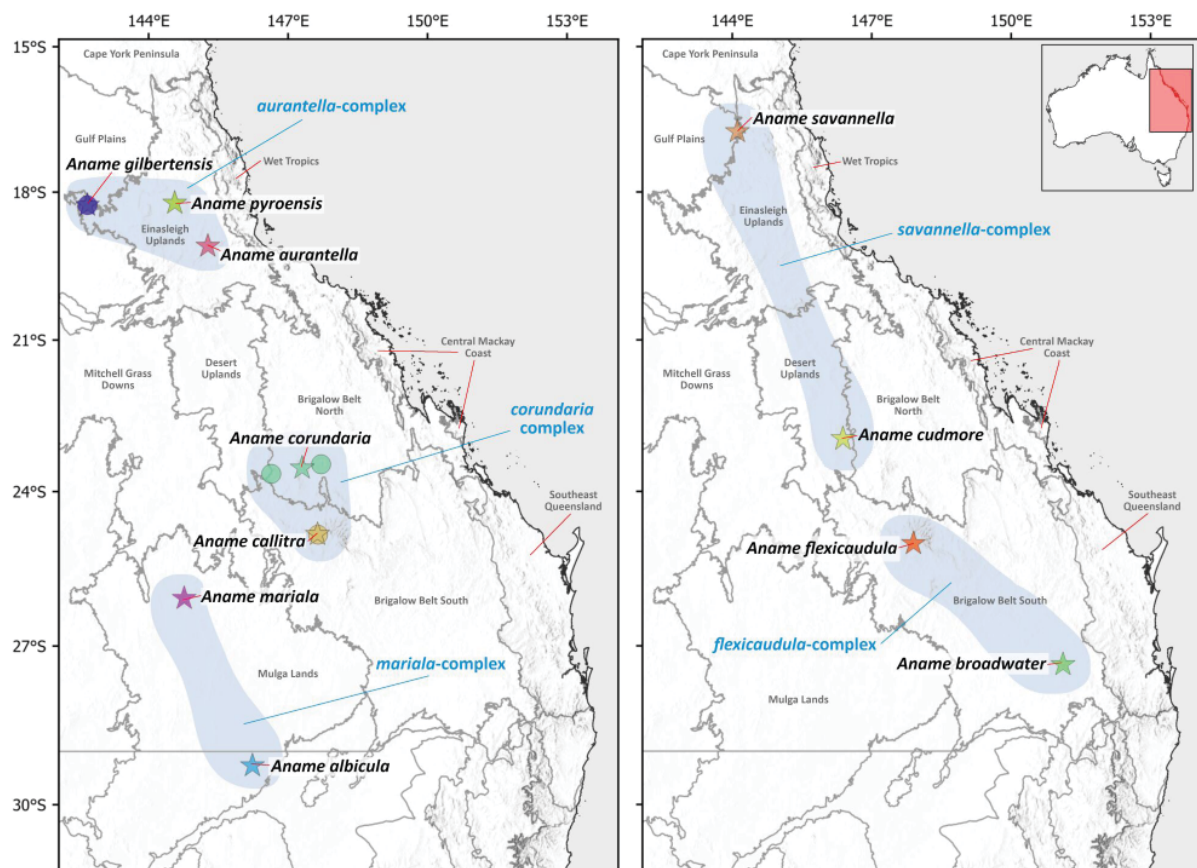 144°E 147°E 150°E 153°E
144°E 147°E 150°E 153°E
15°S
18°S
21°S
24°S
27°S
30°S
Cape York Peninsula
aurantella-complex
Gulf Plains
Aname gilbertensis
Wet Tropics
Aname pyroensis
Einasleigh
Uplands
Aname aurantella
Central Mackay
Coast
Mitchell Grass
Downs
Desert
Uplands
Brigalow Belt
North
corundaria
complex
Aname corundaria
Southeast
Queensland
Aname callitra
Aname mariala
Brigalow Belt South
mariala-complex
Mulga Lands
Aname albicula
Cape York Peninsula
Aname savannella
Gulf Plains
Wet Tropics
Einasleigh
Uplands
savannella-complex
Central Mackay
Coast
Mitchell Grass
Downs
Desert
Uplands
Brigalow Belt
North
Aname cudmore
Southeast
Queensland
Aname flexicaudula
Brigalow Belt South
flexicaudula-complex
Aname broadwater
Mulga Lands